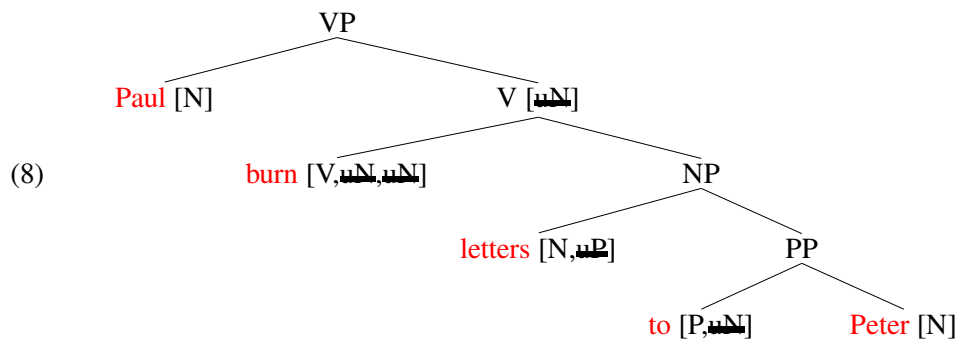 VP
Paul [N] V [uN]
(8) burn [V,uN,uN] NP
letters [N,uP] PP
to [P,uN] Peter [N]